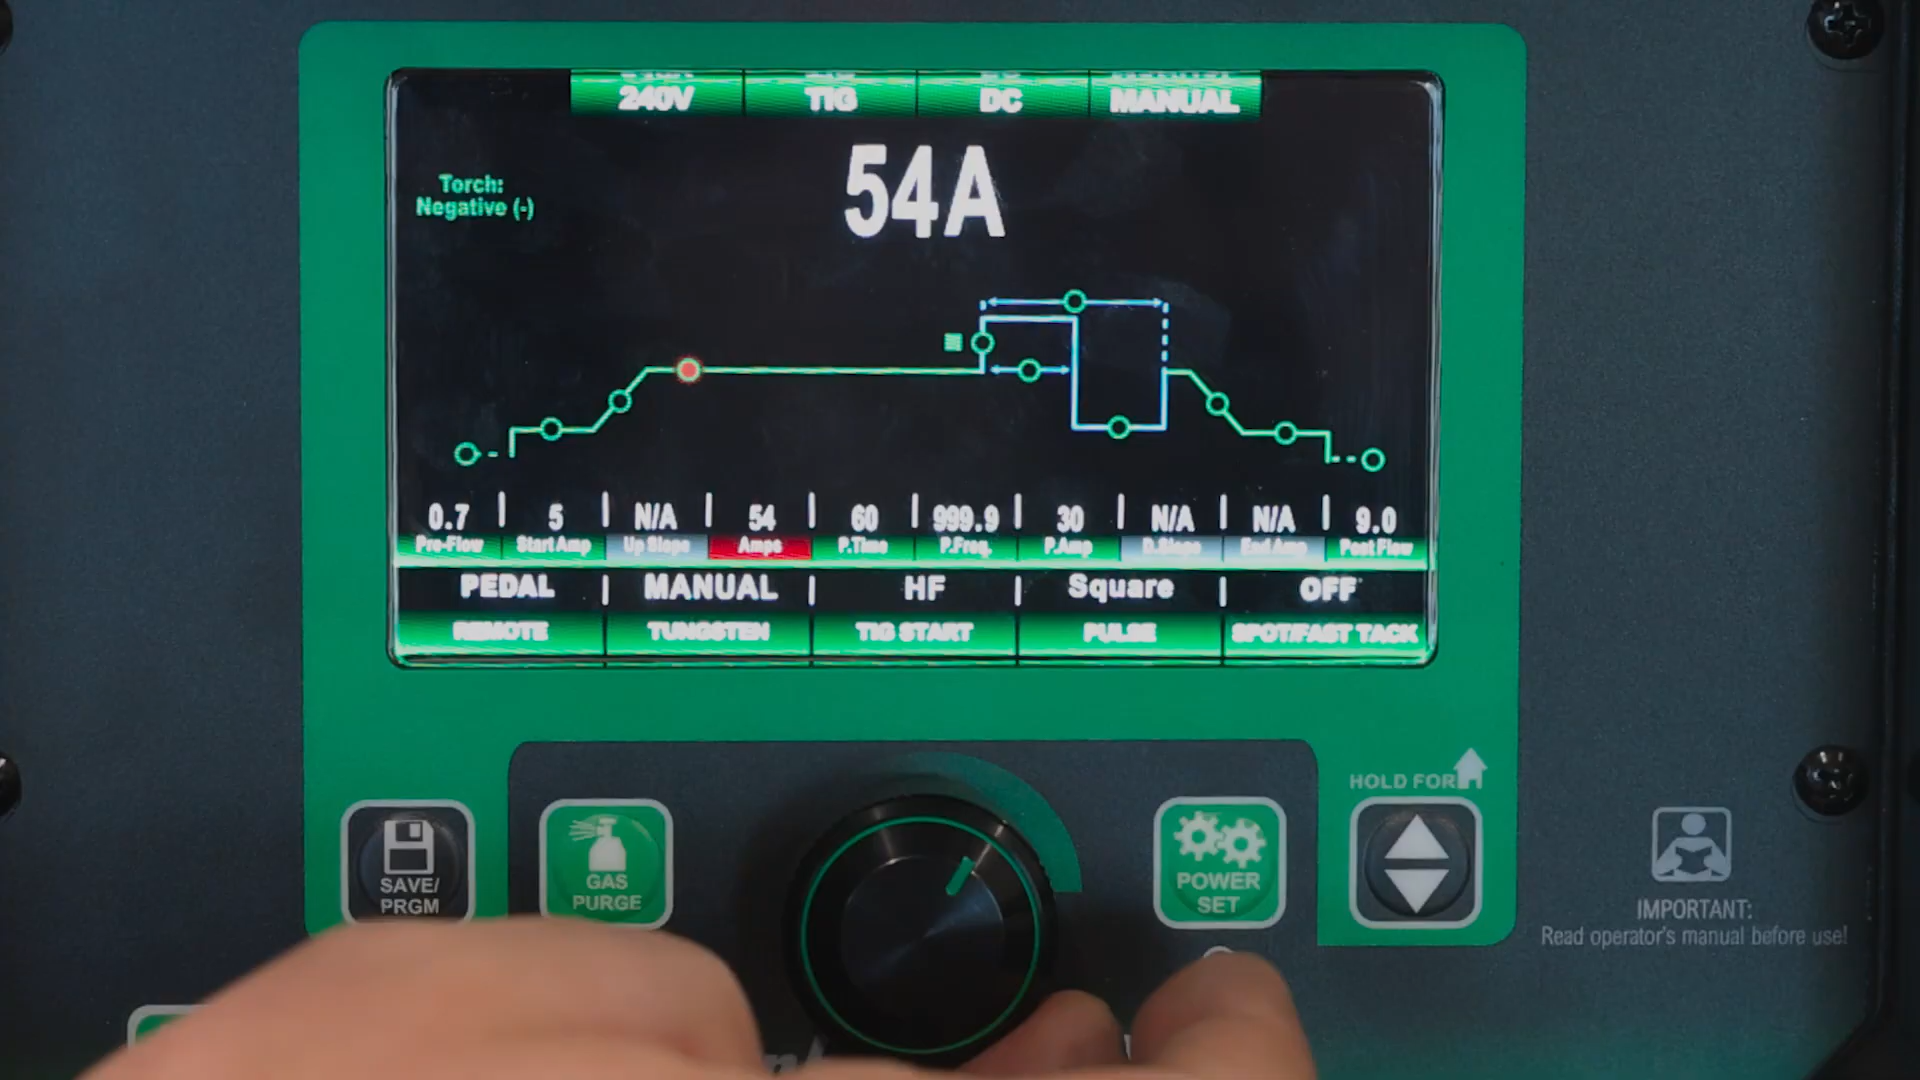 240V TIG DC MANUAL
54A
Torch:
Negative (-)
0.7 5 N/A 54 60 999.9 30 N/A N/A 9.0
Pre-Flow Start Amp Up Slope Amps P.Time P.Freq. P.Amp D.Slope End Amp Post Flow
PEDAL MANUAL HF Square OFF
REMOTE TUNGSTEN TIG START PULSE SPOT/FAST TACK
HOLD FOR
SAVE/
PRGM
GAS
PURGE
POWER
SET
IMPORTANT:
Read operator's manual before use!